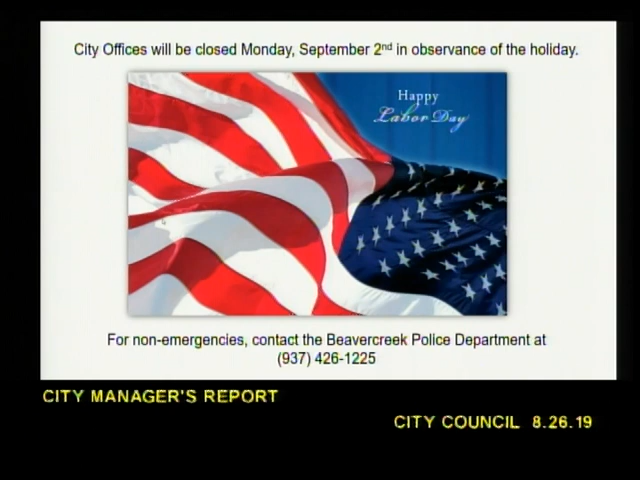 City Offices will be closed Monday, September 2nd in observance of the holiday.
Happy
Labor Day
For non-emergencies, contact the Beavercreek Police Department at
(937) 426-1225
CITY MANAGER'S REPORT
CITY COUNCIL 8.26.19